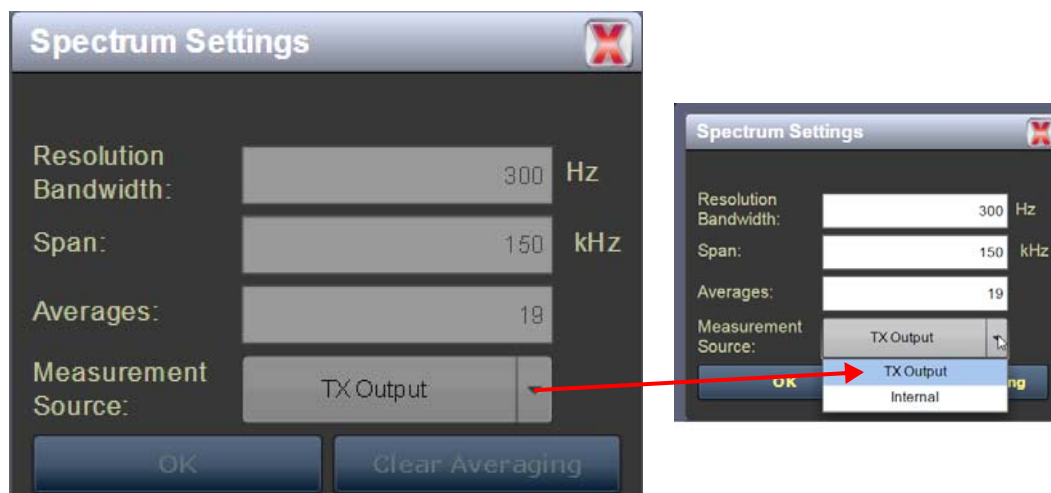 Spectrum Settings
Resolution
Bandwidth:
300 Hz
Span:
150 kHz
Averages:
19
Measurement
Source:
TX Output
OK
Clear Averaging
Spectrum Settings
Resolution
Bandwidth:
300 Hz
Span:
150 kHz
Averages:
19
Measurement
Source:
TX Output
TX Output
OK
ng
Internal